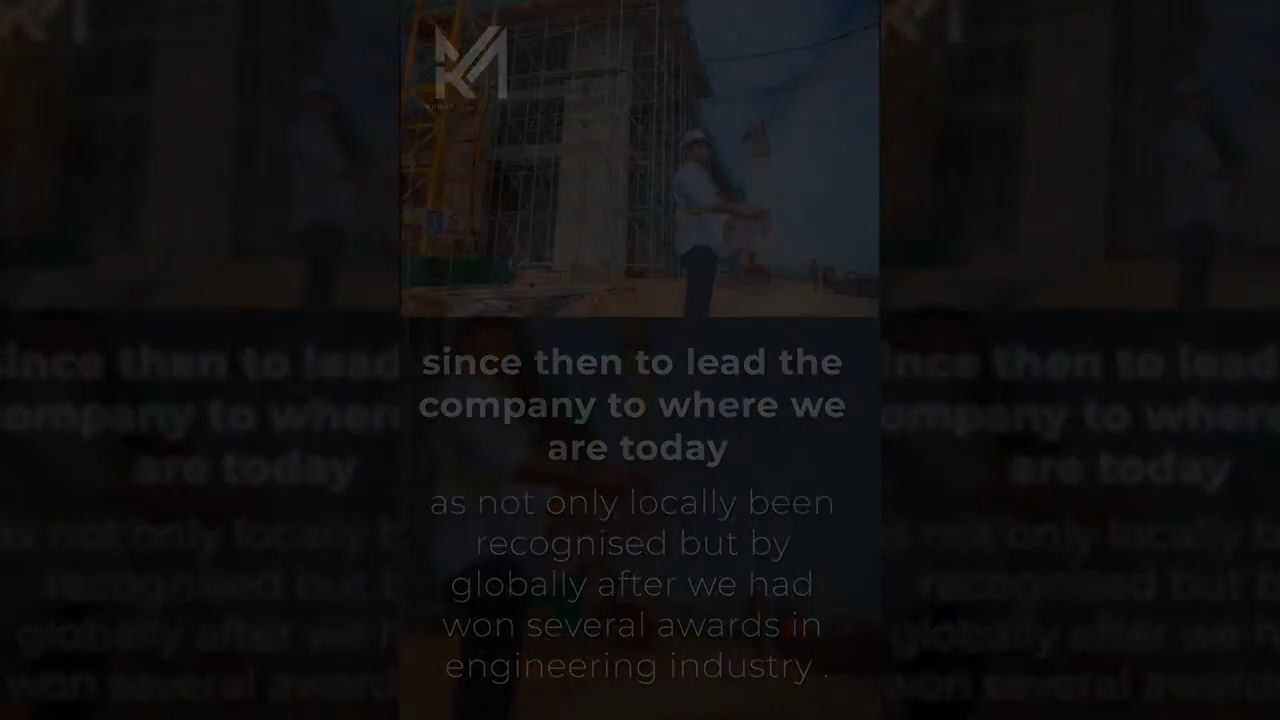 since then to lead the
company to where we
are today
as not only locally been
recognised but by
globally after we had
won several awards in
engineering industry .